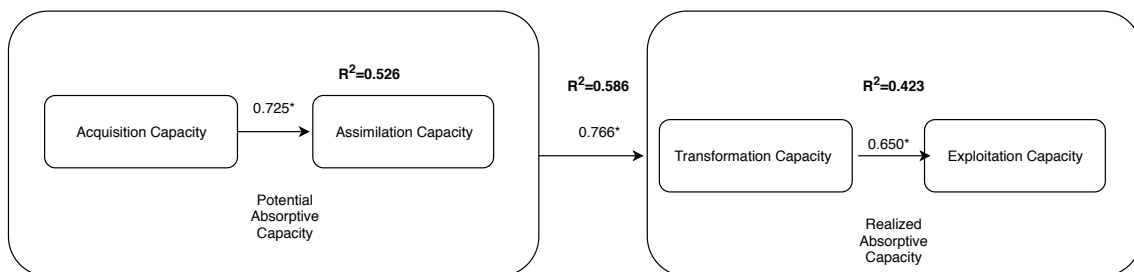 R2=0.526
0.725*
Acquisition Capacity
Assimilation Capacity
Potential
Absorptive
Capacity
R2=0.586
0.766*
R2=0.423
Transformation Capacity
0.650*
Exploitation Capacity
Realized
Absorptive
Capacity